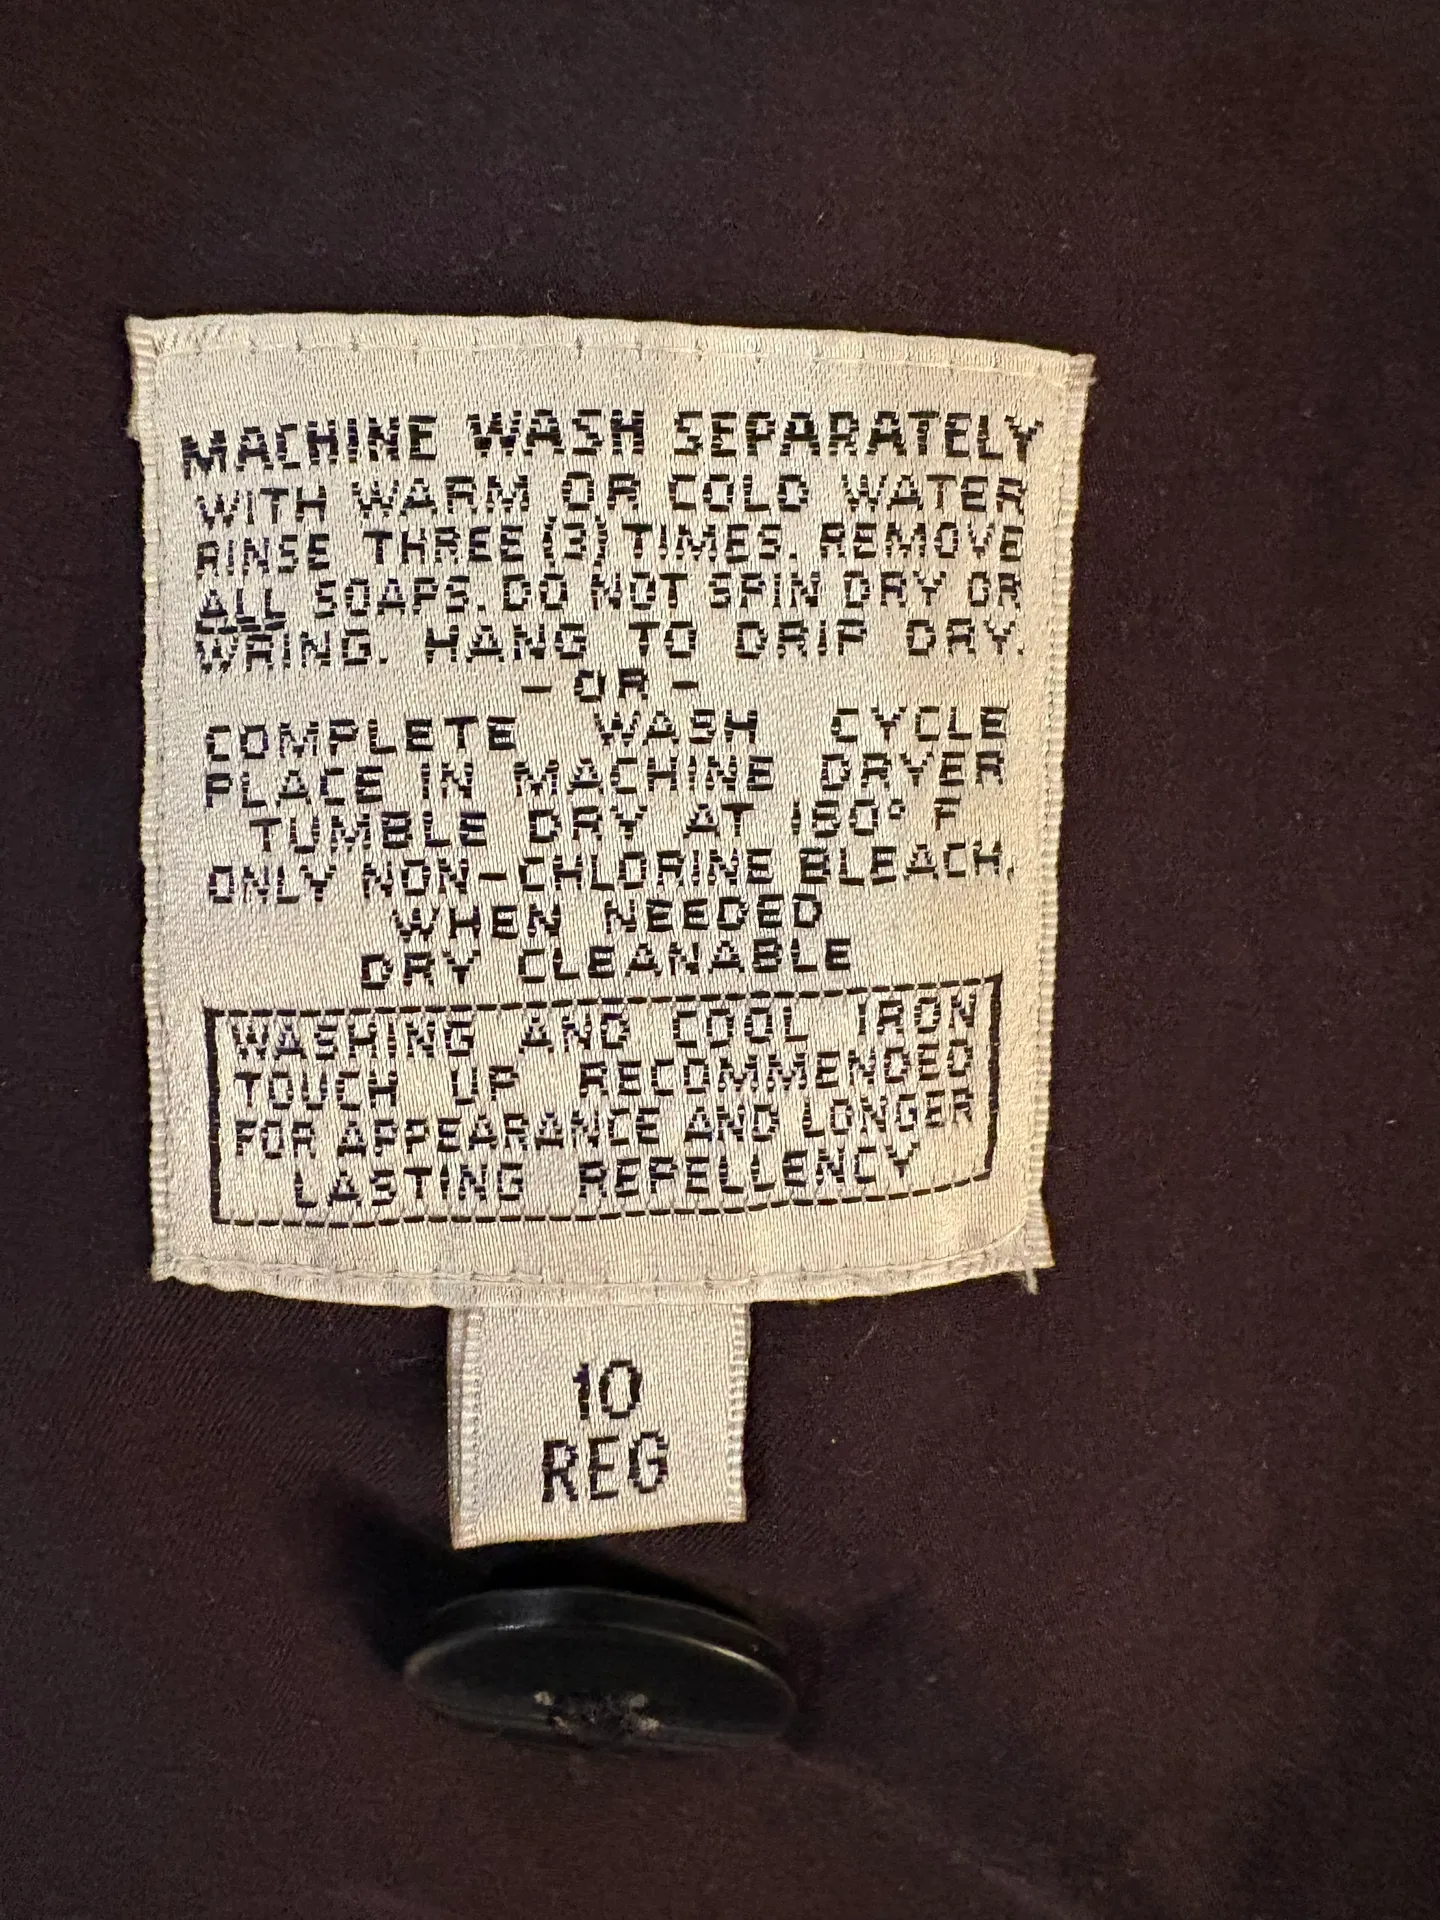 MACHINE WASH SEPARATELY
WITH WARM OR COLD WATER
RINSE THREE (3) TIMES. REMOVE
ALL SOAPS. DO NOT SPIN DRY OR
WRING. HANG TO DRIP DRY.
- OR -
COMPLETE WASH CYCLE
PLACE IN MACHINE DRYER
TUMBLE DRY AT 160° F
ONLY NON-CHLORINE BLEACH.
WHEN NEEDED
DRY CLEANABLE
WASHING AND COOL IRON
TOUCH UP RECOMMENDED
FOR APPEARANCE AND LONGER
LASTING REPELLENCY
10
REG